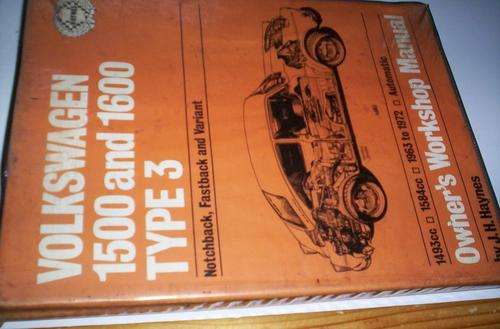 VOLKSWAGEN
1500 and 1600
TYPE 3
Notchback, Fastback and Variant
1493cc □ 1584cc □ 1963 to 1972 □ Automatic
Owner's Workshop Manual
by J. H. Haynes